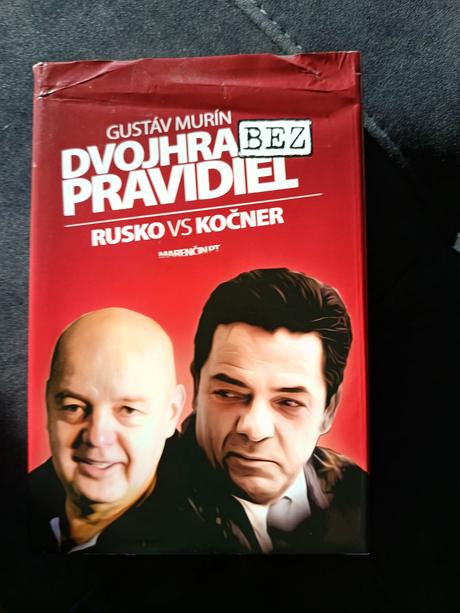 GUSTÁV MURÍN
DVOJHRA BEZ
PRAVIDIEL
RUSKO VS KOČNER
MARENČIN PT